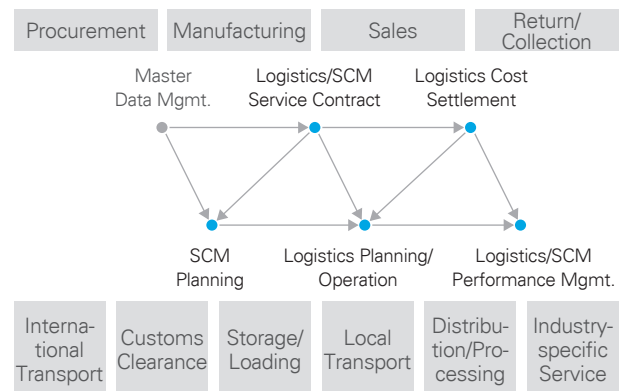 Procurement
Manufacturing
Sales
Return/
Collection
Master
Data Mgmt.
Logistics/SCM
Service Contract
Logistics Cost
Settlement
SCM
Planning
Logistics Planning/
Operation
Logistics/SCM
Performance Mgmt.
Interna-
tional
Transport
Customs
Clearance
Storage/
Loading
Local
Transport
Distribu-
tion/Pro-
cessing
Industry-
specific
Service